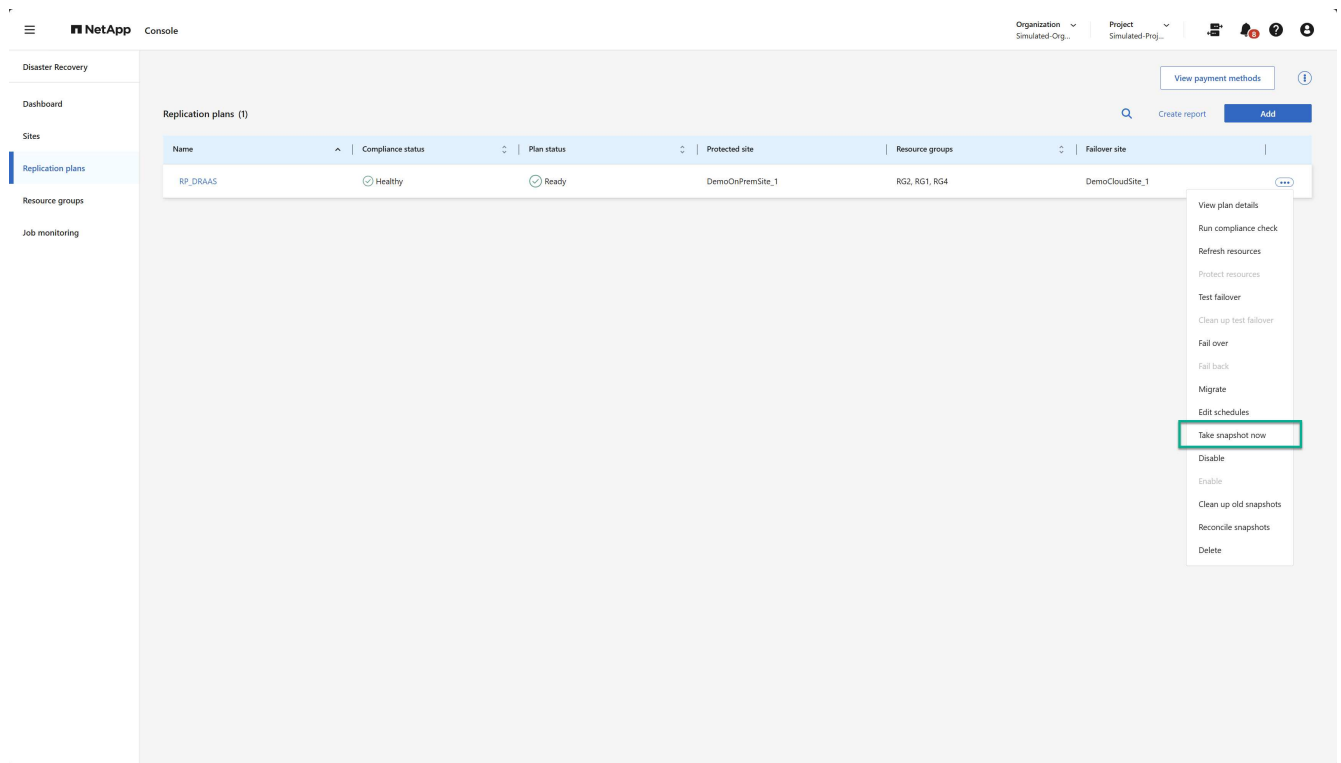 NetApp Console
Organization
Simulated-Org...
Project
Simulated-Proj...
8
Disaster Recovery
Dashboard
Sites
Replication plans
Resource groups
Job monitoring
View payment methods
Replication plans (1)
Create report
Add
Name Compliance status Plan status Protected site Resource groups Failover site
RP_DRAAS Healthy Ready DemoOnPremSite_1 RG2, RG1, RG4 DemoCloudSite_1
View plan details
Run compliance check
Refresh resources
Protect resources
Test failover
Clean up test failover
Fail over
Fail back
Migrate
Edit schedules
Take snapshot now
Disable
Enable
Clean up old snapshots
Reconcile snapshots
Delete